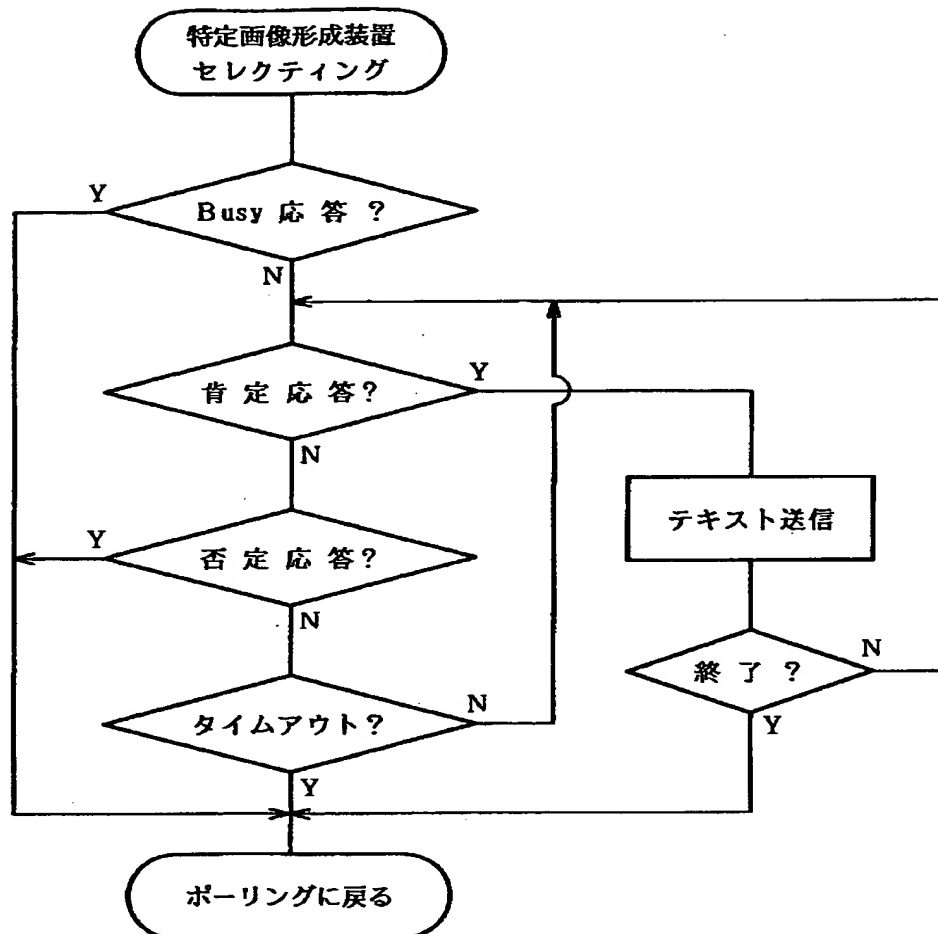 特定画像形成装置
セレクティング
Y
Busy 応答?
N
肯定応答?
Y
N
テキスト送信
Y
否定応答?
N
終了?
N
Y
タイムアウト?
N
Y
ポーリングに戻る